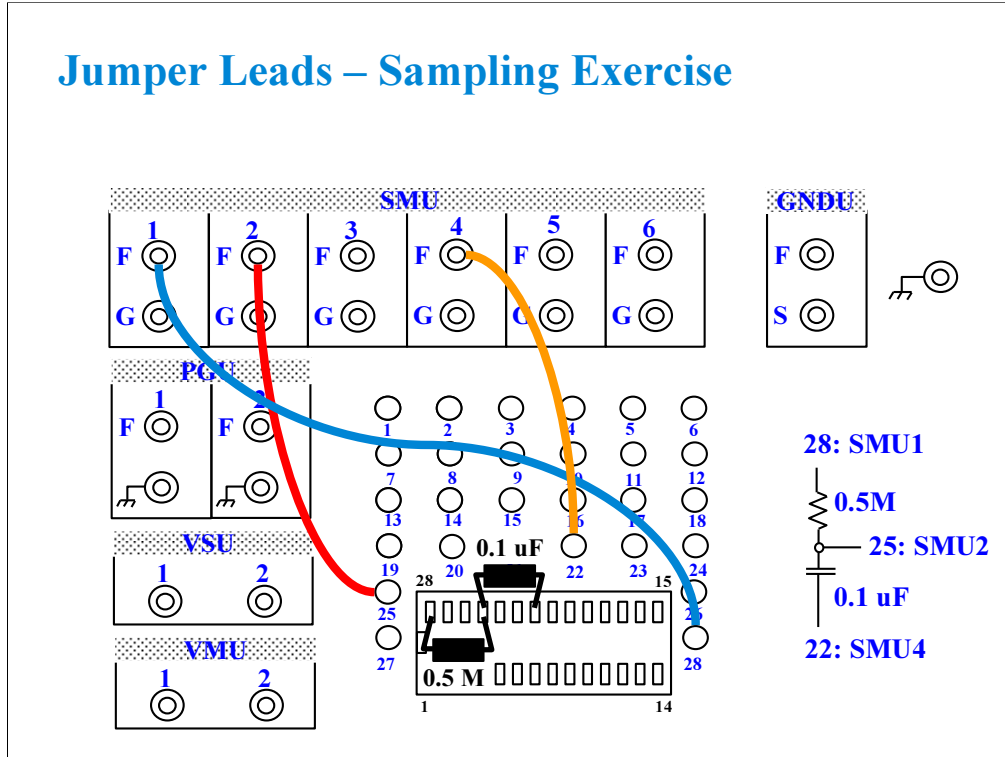 Jumper Leads – Sampling Exercise
SMU
GNDU
1 2 3 4 5 6
F F F F F F F
G G G G G G S
PGU
1 2
F F
1 2 3 4 5 6
7 8 9 10 11 12
13 14 15 16 17 18
19 20 22 23 24
25 26
27 28
VSU
1 2
VMU
1 2
0.1 uF
28 15
0.5 M
1 14
28: SMU1
0.5M
25: SMU2
0.1 uF
22: SMU4